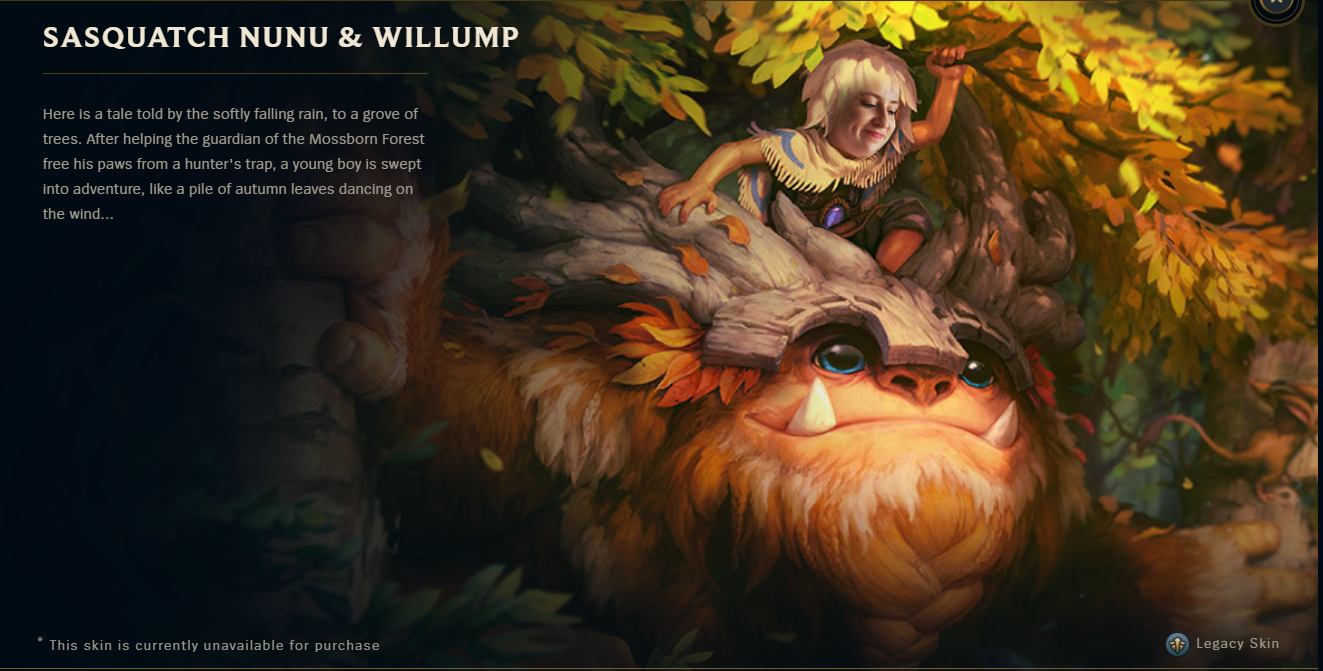 SASQUATCH NUNU & WILLUMP
Here is a tale told by the softly falling rain, to a grove of
trees. After helping the guardian of the Mossborn Forest
free his paws from a hunter's trap, a young boy is swept
into adventure, like a pile of autumn leaves dancing on
the wind...
* This skin is currently unavailable for purchase
Legacy Skin